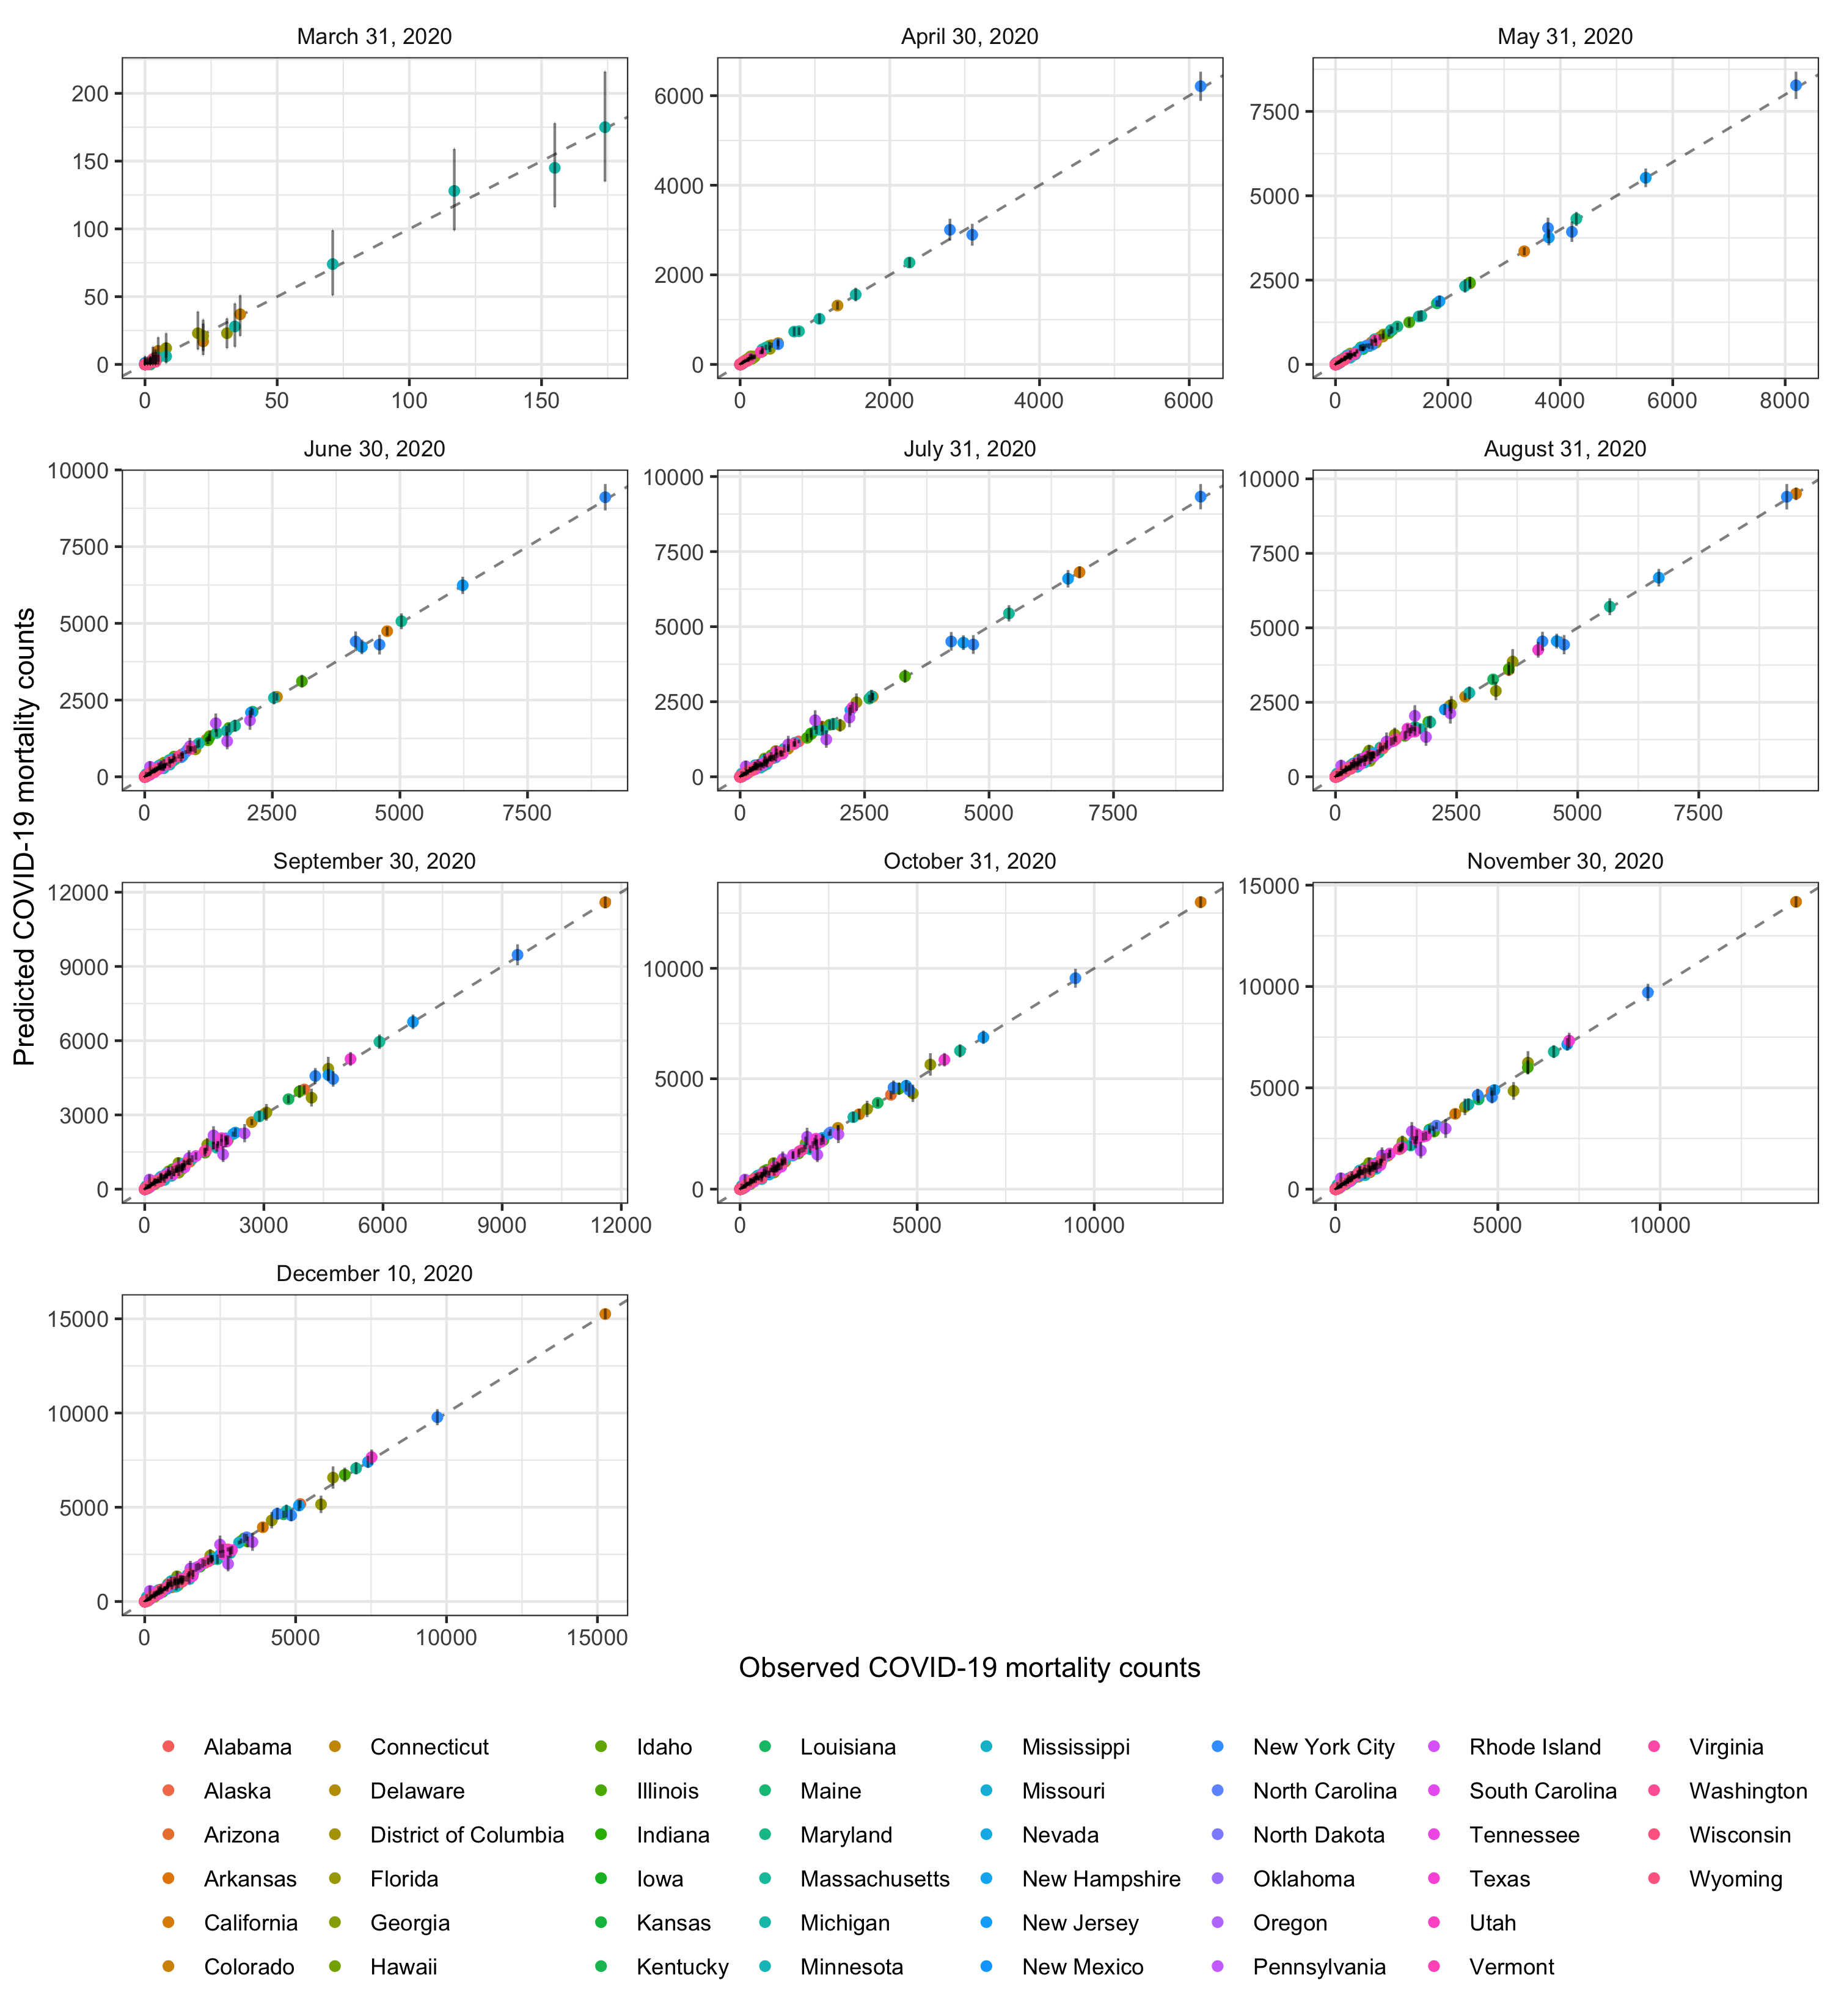 March 31, 2020
April 30, 2020
May 31, 2020
200
150
100
50
0
0 50 100 150
6000
4000
2000
0
0 2000 4000 6000
7500
5000
2500
0
0 2000 4000 6000 8000
June 30, 2020
July 31, 2020
August 31, 2020
10000
7500
5000
2500
0
0 2500 5000 7500
10000
7500
5000
2500
0
0 2500 5000 7500
10000
7500
5000
2500
0
0 2500 5000 7500
Predicted COVID-19 mortality counts
September 30, 2020
October 31, 2020
November 30, 2020
12000
9000
6000
3000
0
0 3000 6000 9000 12000
10000
5000
0
0 5000 10000
15000
10000
5000
0
0 5000 10000
December 10, 2020
15000
10000
5000
0
0 5000 10000 15000
Observed COVID-19 mortality counts
Alabama
Alaska
Arizona
Arkansas
California
Colorado
Connecticut
Delaware
District of Columbia
Florida
Georgia
Hawaii
Idaho
Illinois
Indiana
Iowa
Kansas
Kentucky
Louisiana
Maine
Maryland
Massachusetts
Michigan
Minnesota
Mississippi
Missouri
Nevada
New Hampshire
New Jersey
New Mexico
New York City
North Carolina
North Dakota
Oklahoma
Oregon
Pennsylvania
Rhode Island
South Carolina
Tennessee
Texas
Utah
Vermont
Virginia
Washington
Wisconsin
Wyoming